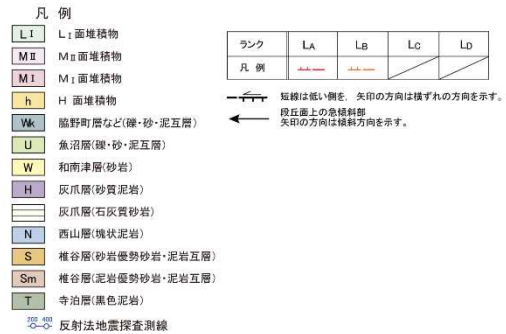 凡 例
LⅠ LⅠ面堆積物
MⅡ MⅡ面堆積物
MⅠ MⅠ面堆積物
h H 面堆積物
Wk 脇野町層など(礫・砂・泥互層)
U 魚沼層(礫・砂・泥互層)
W 和南津層(砂岩)
H 灰爪層(砂質泥岩)
灰爪層(石灰質砂岩)
N 西山層(塊状泥岩)
S 椎谷層(砂岩優勢砂岩・泥岩互層)
Sm 椎谷層(泥岩優勢砂岩・泥岩互層)
T 寺泊層(黒色泥岩)
200 400 反射法地震探査測線
ランク LA LB LC LD
凡 例
短線は低い側を、矢印の方向は横ずれの方向を示す。
段丘面上の急傾斜部
矢印の方向は傾斜方向を示す。